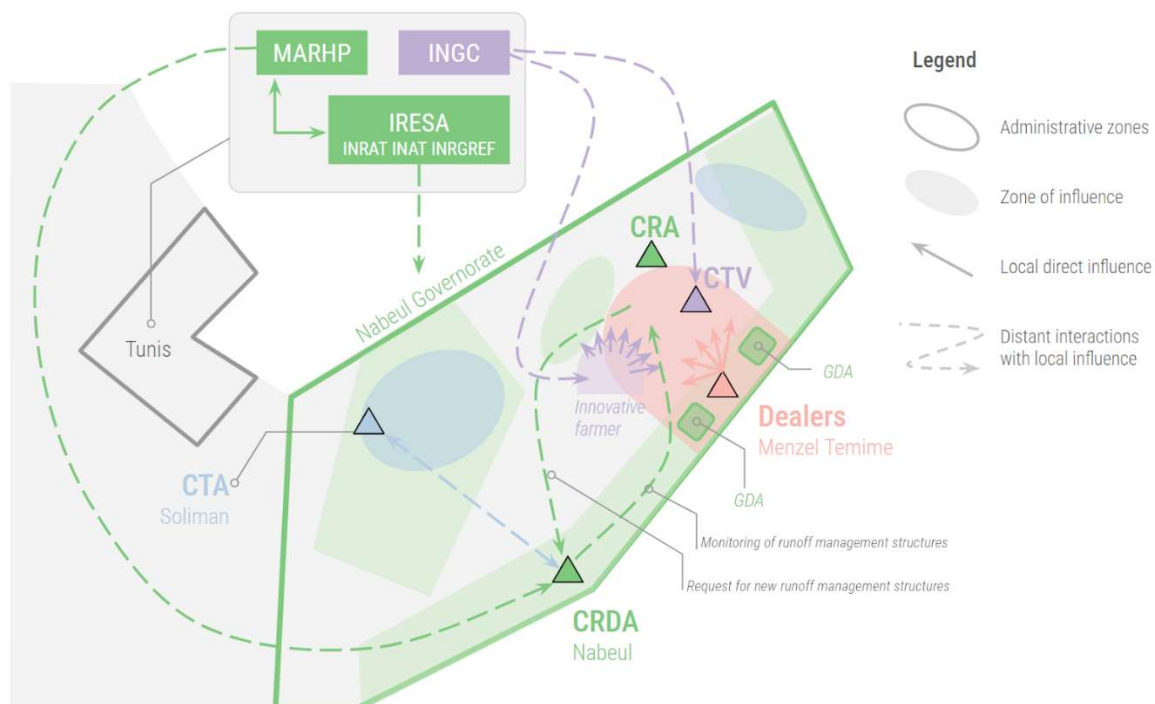 MARHP
INGC
IRESA
INRAT INAT INRGREF
Legend
Administrative zones
Zone of influence
Local direct influence
Distant interactions
with local influence
Nabeul Governorate
Tunis
CRA
CTV
GDA
Innovative
farmer
Dealers
Menzel Temime
GDA
CTA
Soliman
Monitoring of runoff management structures
Request for new runoff management structures
CRDA
Nabeul